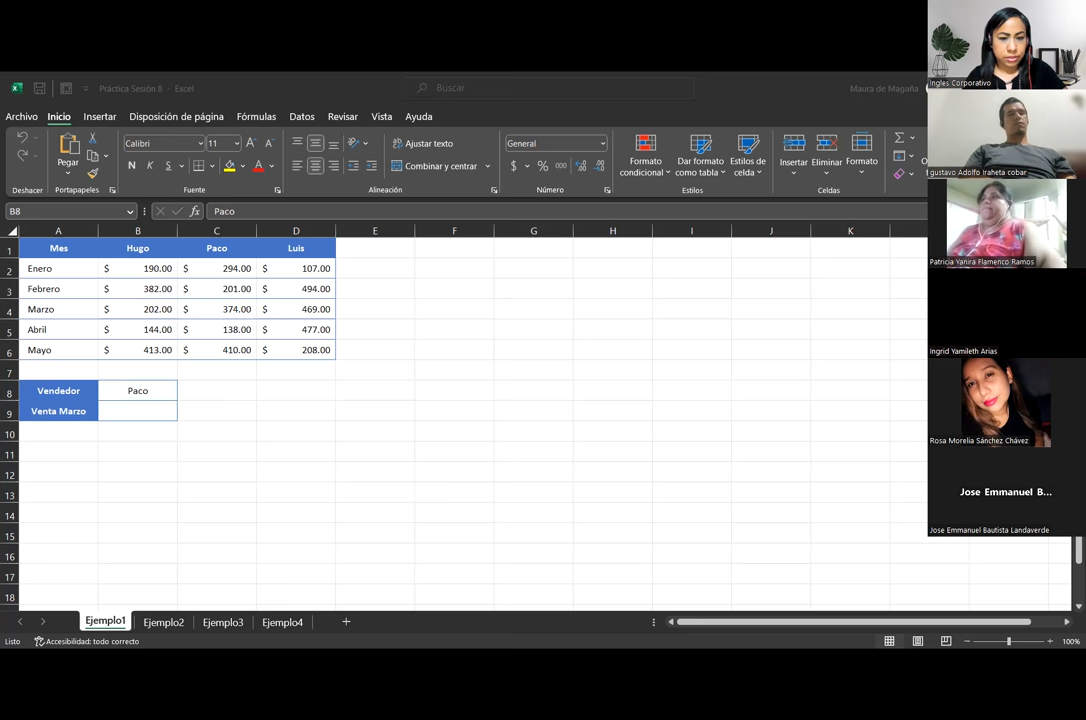 Práctica Sesión 8 - Excel
Buscar
Maura de Magaña
Archivo Inicio Insertar Disposición de página Fórmulas Datos Revisar Vista Ayuda
Pegar
Calibri 11
N K S
Ajustar texto
Combinar y centrar
General
$ % 000
Formato condicional
Dar formato como tabla
Estilos de celda
Insertar Eliminar Formato
Deshacer Portapapeles Fuente Alineación Número Estilos Celdas
B8 fx Paco
A B C D E F G H I J K
1 Mes Hugo Paco Luis
2 Enero $ 190.00 $ 294.00 $ 107.00
3 Febrero $ 382.00 $ 201.00 $ 494.00
4 Marzo $ 202.00 $ 374.00 $ 469.00
5 Abril $ 144.00 $ 138.00 $ 477.00
6 Mayo $ 413.00 $ 410.00 $ 208.00
7
8 Vendedor Paco
9 Venta Marzo
10
11
12
13
14
15
16
17
18
Ejemplo1 Ejemplo2 Ejemplo3 Ejemplo4
Listo Accesibilidad: todo correcto 100%
Ingles Corporativo
gustavo Adolfo Iraheta cobar
Patricia Yanira Flamenco Ramos
Ingrid Yamileth Arias
Rosa Morelia Sánchez Chávez
Jose Emmanuel B...
Jose Emmanuel Bautista Landaverde